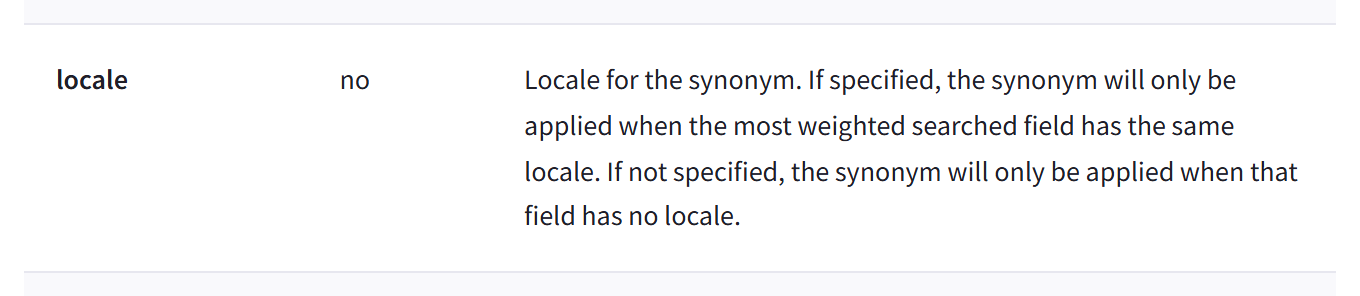 locale no Locale for the synonym. If specified, the synonym will only be
applied when the most weighted searched field has the same
locale. If not specified, the synonym will only be applied when that
field has no locale.